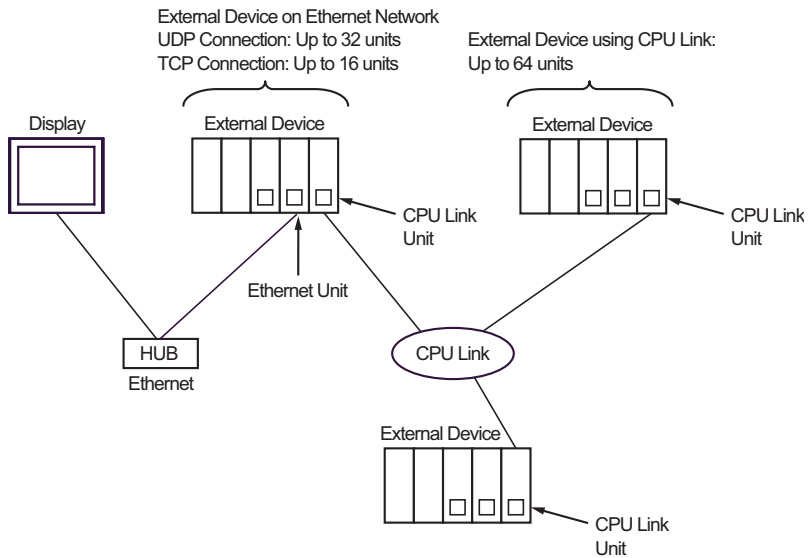 External Device on Ethernet Network
UDP Connection: Up to 32 units
TCP Connection: Up to 16 units
External Device using CPU Link:
Up to 64 units
Display
External Device
External Device
CPU Link
Unit
CPU Link
Unit
Ethernet Unit
HUB
Ethernet
CPU Link
External Device
CPU Link
Unit